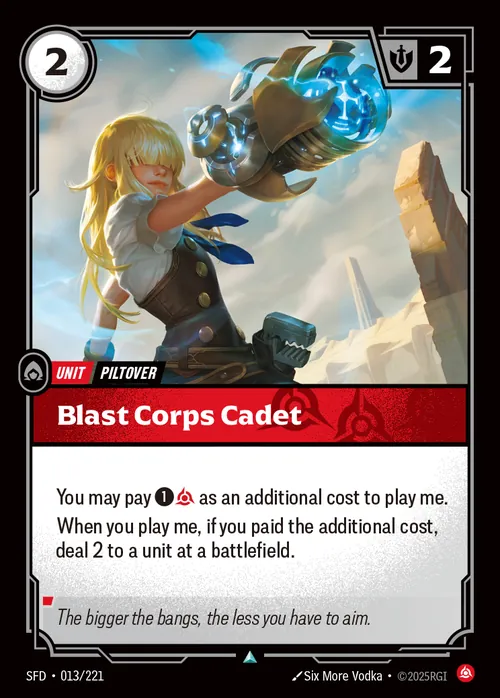 2
2
UNIT PILTOVER
Blast Corps Cadet
You may pay 1 as an additional cost to play me.
When you play me, if you paid the additional cost,
deal 2 to a unit at a battlefield.
The bigger the bangs, the less you have to aim.
SFD • 013/221
Six More Vodka • ©2025RGI